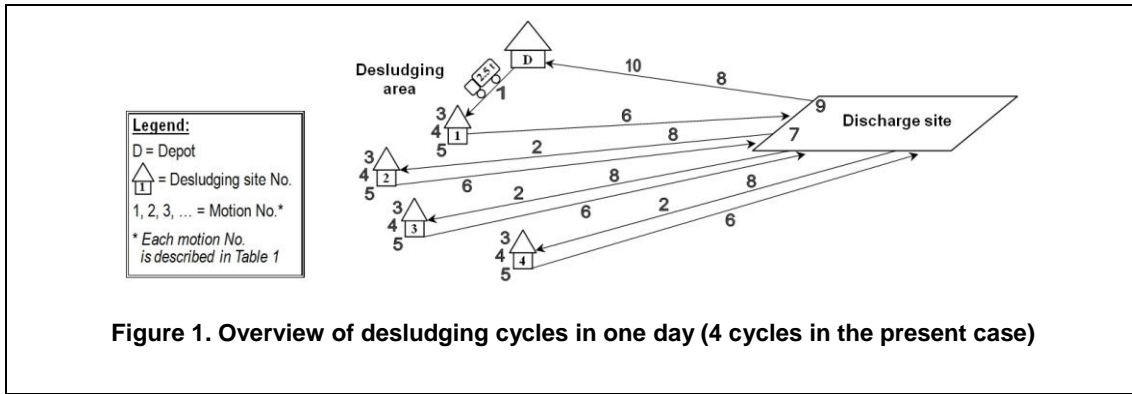 D
2.5 t
10
8
Desludging
area
1
9
3
4
1
5
6
Discharge site
7
8
2
3
4
2
5
6
8
2
3
4
3
5
6
8
2
3
4
4
5
6
Legend:
D = Depot
1 = Desludging site No.
1, 2, 3, … = Motion No.*
* Each motion No.
is described in Table 1
Figure 1. Overview of desludging cycles in one day (4 cycles in the present case)